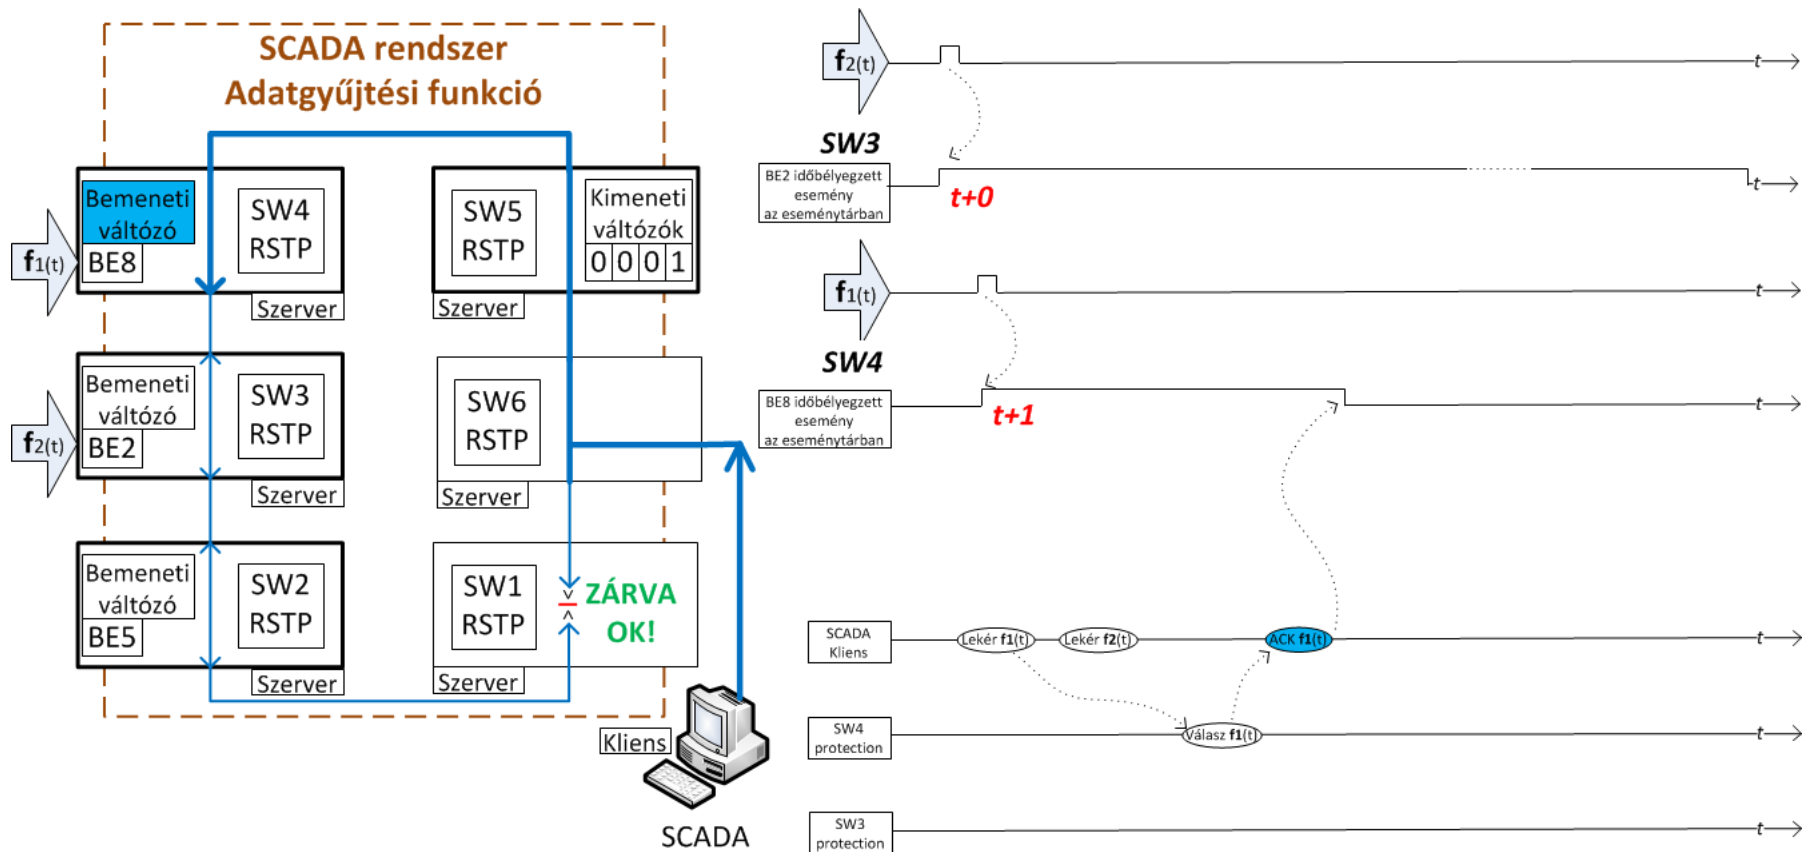 SCADA rendszer
Adatgyűjtési funkció
Bemeneti
változó
BE8
SW4
RSTP
Szerver
f1(t)
SW5
RSTP
Kimeneti
változók
0 0 0 1
Szerver
Bemeneti
változó
BE2
SW3
RSTP
Szerver
f2(t)
SW6
RSTP
Szerver
Bemeneti
változó
BE5
SW2
RSTP
Szerver
SW1
RSTP
ZÁRVA
OK!
Szerver
Kliens
SCADA
f2(t)
t
SW3
BE2 időbélyegzett
esemény
az eseménytárban
t+0
t
f1(t)
t
SW4
BE8 időbélyegzett
esemény
az eseménytárban
t+1
t
SCADA
Kliens
Lekér f1(t)
Lekér f2(t)
ACK f1(t)
t
SW4
protection
Válasz f1(t)
t
SW3
protection
t